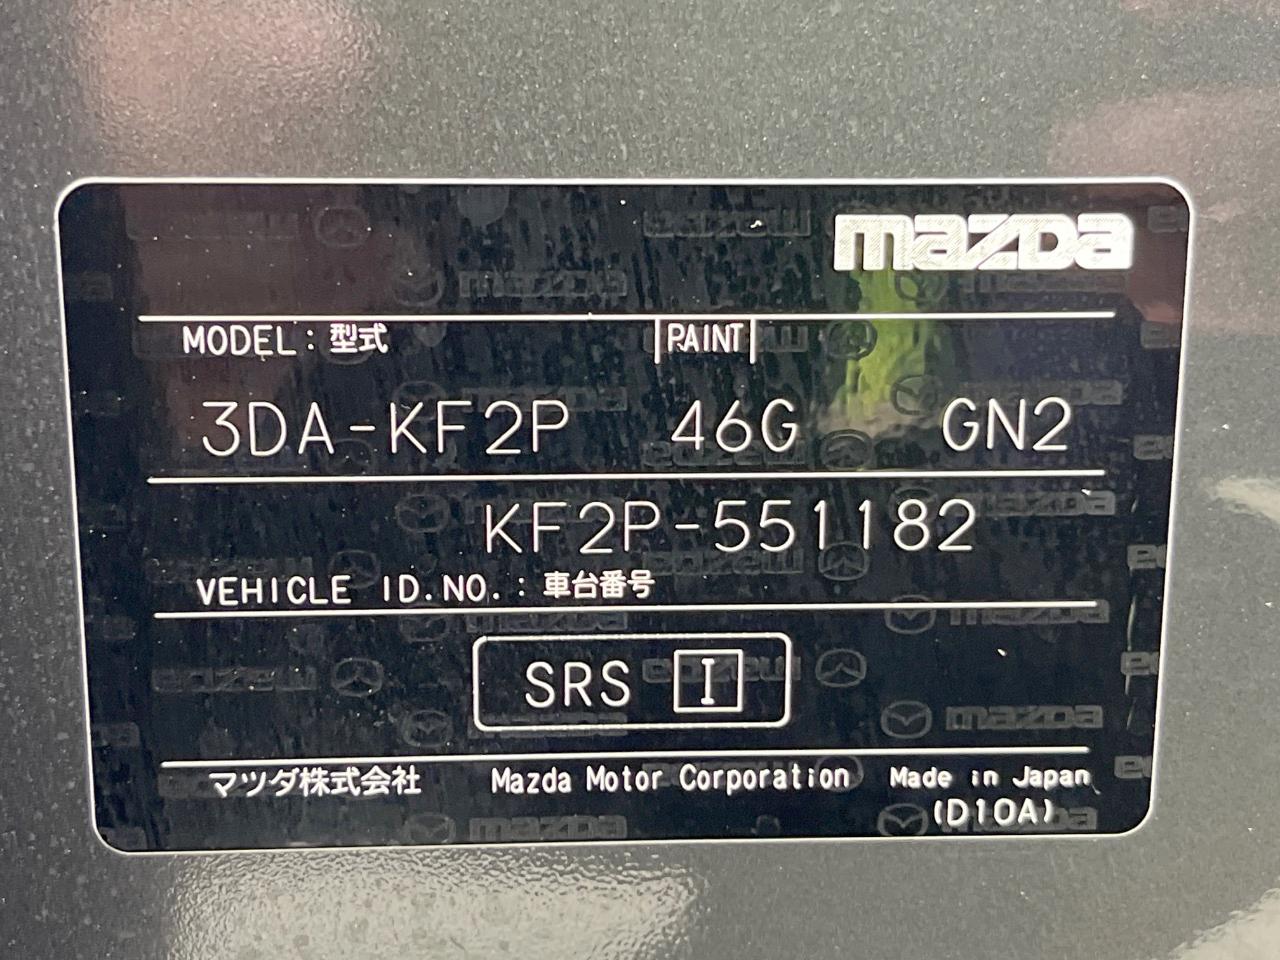 mazda
MODEL: 型式 PAINT
3DA-KF2P 46G GN2
KF2P-551182
VEHICLE ID.NO.: 車台番号
SRS I
マツダ株式会社 Mazda Motor Corporation Made in Japan
(D10A)